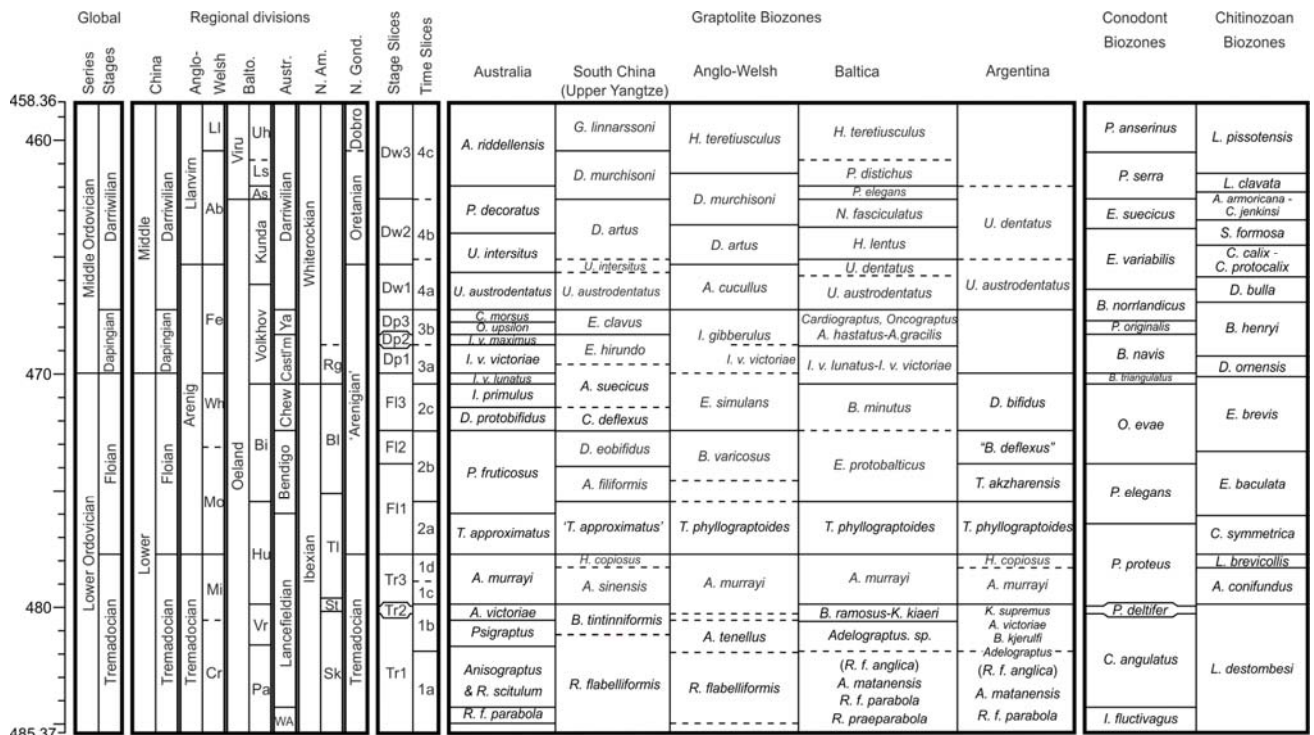 Global
Regional divisions
Graptolite Biozones
Conodont
Biozones
Chitinozoan
Biozones
Series
Stages
China
Anglo-
Welsh
Balto.
Austr.
N. Am.
N. Gond.
Stage Slices
Time Slices
Australia
South China
(Upper Yangtze)
Anglo-Welsh
Baltica
Argentina
458.36
460
470
480
485.37
Middle Ordovician
Lower Ordovician
Darriwilian
Dapingian
Floian
Tremadocian
Middle
Lower
Darriwilian
Dapingian
Floian
Tremadocian
Llanvirn
Arenig
Tremadocian
Ll
Ab
Fe
Wh
Mo
Mi
Cr
Viru
Oeland
Uh
Ls
As
Kunda
Volkhov
Bi
Hu
Vr
Pa
Darriwilian
Ya
Cast'm
Chew
Bendigo
Lancefieldian
WA
Whiterockian
Ibexian
Rg
Bl
Tl
St
Sk
Dobro
Oretanian
'Arenigian'
Tremadocian
Dw3
Dw2
Dw1
Dp3
Dp2
Dp1
Fl3
Fl2
Fl1
Tr3
Tr2
Tr1
4c
4b
4a
3b
3a
2c
2b
2a
1d
1c
1b
1a
A. riddellensis
P. decoratus
U. intersitus
U. austrodentatus
C. morsus
O. upsilon
I. v. maximus
I. v. victoriae
I. v. lunatus
I. primulus
D. protobifidus
P. fruticosus
T. approximatus
A. murrayi
A. victoriae
Psigraptus
Anisograptus
& R. scitulum
R. f. parabola
G. linnarssoni
D. murchisoni
D. artus
U. intersitus
U. austrodentatus
E. clavus
E. hirundo
A. suecicus
C. deflexus
D. eobifidus
A. filiformis
'T. approximatus'
H. copiosus
A. sinensis
B. tintinniformis
R. flabelliformis
H. teretiusculus
D. murchisoni
D. artus
A. cucullus
I. gibberulus
I. v. victoriae
E. simulans
B. varicosus
T. phyllograptoides
A. murrayi
A. tenellus
R. flabelliformis
H. teretiusculus
P. distichus
P. elegans
N. fasciculatus
H. lentus
U. dentatus
U. austrodentatus
Cardiograptus, Oncograptus
A. hastatus-A.gracilis
I. v. lunatus-I. v. victoriae
B. minutus
E. protobalticus
T. phyllograptoides
A. murrayi
B. ramosus-K. kiaeri
Adelograptus. sp.
(R. f. anglica)
A. matanensis
R. f. parabola
R. praeparabola
U. dentatus
U. austrodentatus
D. bifidus
"B. deflexus"
T. akzharensis
T. phyllograptoides
H. copiosus
A. murrayi
K. supremus
A. victoriae
B. kjerulfi
Adelograptus
(R. f. anglica)
A. matanensis
R. f. parabola
P. anserinus
P. serra
E. suecicus
E. variabilis
B. norrlandicus
P. originalis
B. navis
B. triangulatus
O. evae
P. elegans
P. proteus
P. deltifer
C. angulatus
I. fluctivagus
L. pissotensis
L. clavata
A. armoricana -
C. jenkinsi
S. formosa
C. calix -
C. protocalix
D. bulla
B. henryi
D. ornensis
E. brevis
E. baculata
C. symmetrica
L. brevicollis
A. conifundus
L. destombesi